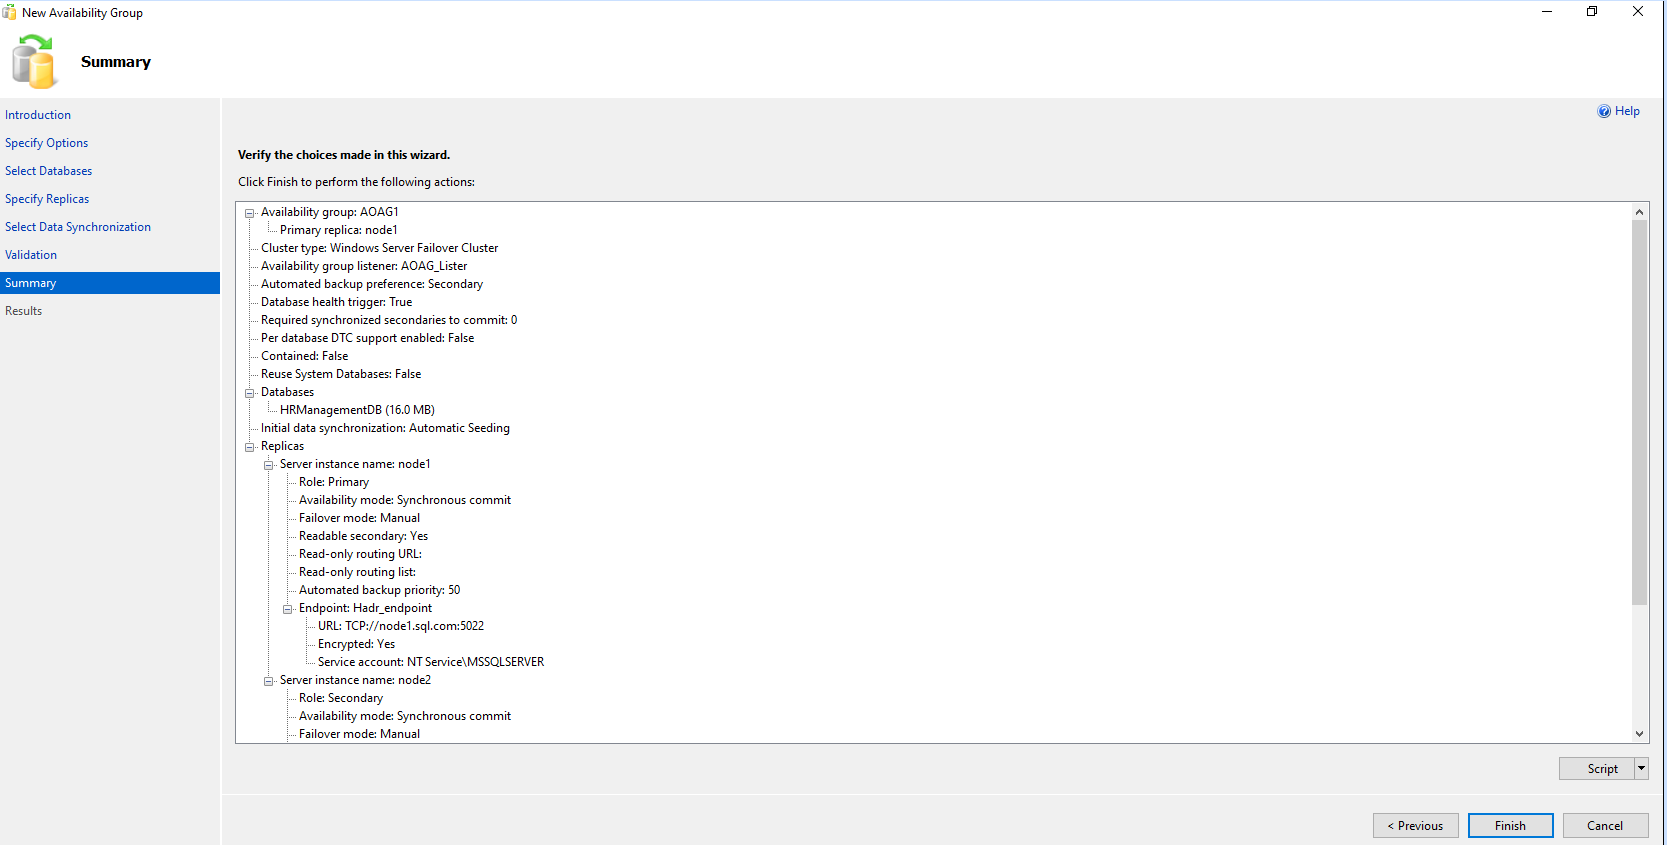 New Availability Group
Summary
Introduction
Specify Options
Select Databases
Specify Replicas
Select Data Synchronization
Validation
Summary
Results
Help
Verify the choices made in this wizard.
Click Finish to perform the following actions:
Availability group: AOAG1
Primary replica: node1
Cluster type: Windows Server Failover Cluster
Availability group listener: AOAG_Lister
Automated backup preference: Secondary
Database health trigger: True
Required synchronized secondaries to commit: 0
Per database DTC support enabled: False
Contained: False
Reuse System Databases: False
Databases
HRManagementDB (16.0 MB)
Initial data synchronization: Automatic Seeding
Replicas
Server instance name: node1
Role: Primary
Availability mode: Synchronous commit
Failover mode: Manual
Readable secondary: Yes
Read-only routing URL:
Read-only routing list:
Automated backup priority: 50
Endpoint: Hadr_endpoint
URL: TCP://node1.sql.com:5022
Encrypted: Yes
Service account: NT Service\MSSQLSERVER
Server instance name: node2
Role: Secondary
Availability mode: Synchronous commit
Failover mode: Manual
Script
< Previous
Finish
Cancel